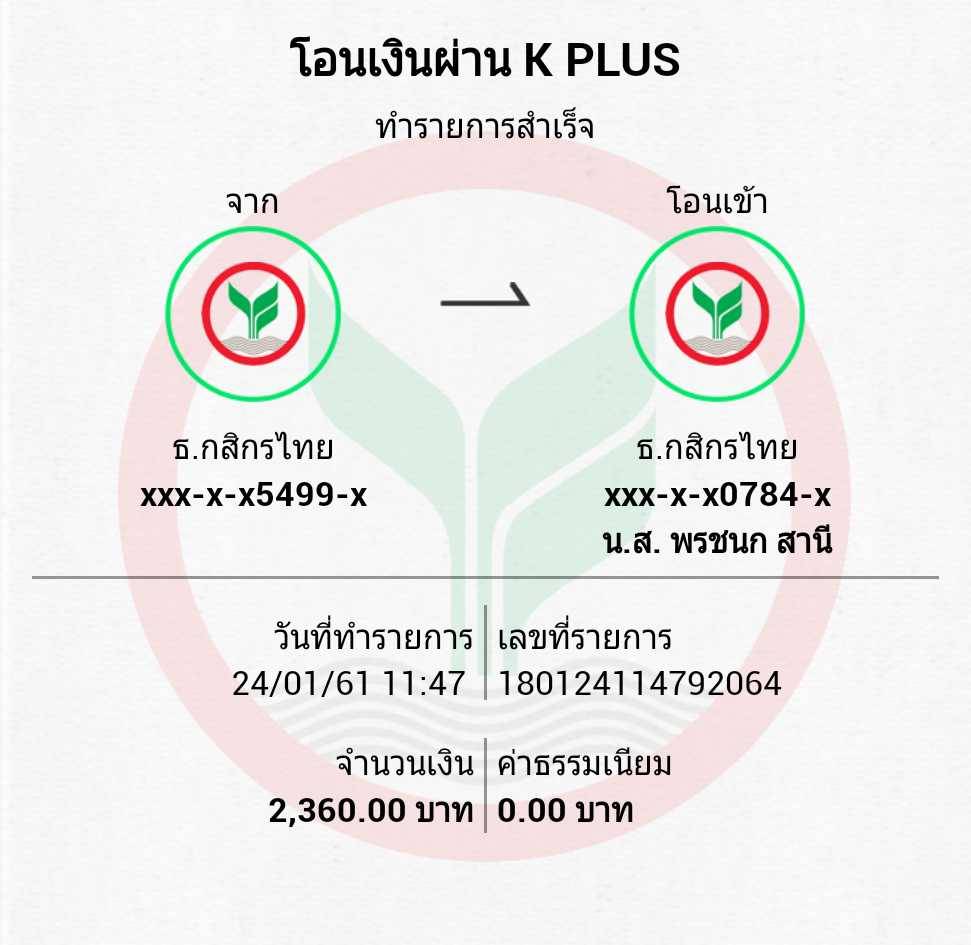 โอนเงินผ่าน K PLUS
ทำรายการสำเร็จ
จาก
โอนเข้า
ธ.กสิกรไทย
xxx-x-x5499-x
ธ.กสิกรไทย
xxx-x-x0784-x
น.ส. พรชนก สานี
วันที่ทำรายการ
24/01/61 11:47
เลขที่รายการ
180124114792064
จำนวนเงิน
2,360.00 บาท
ค่าธรรมเนียม
0.00 บาท